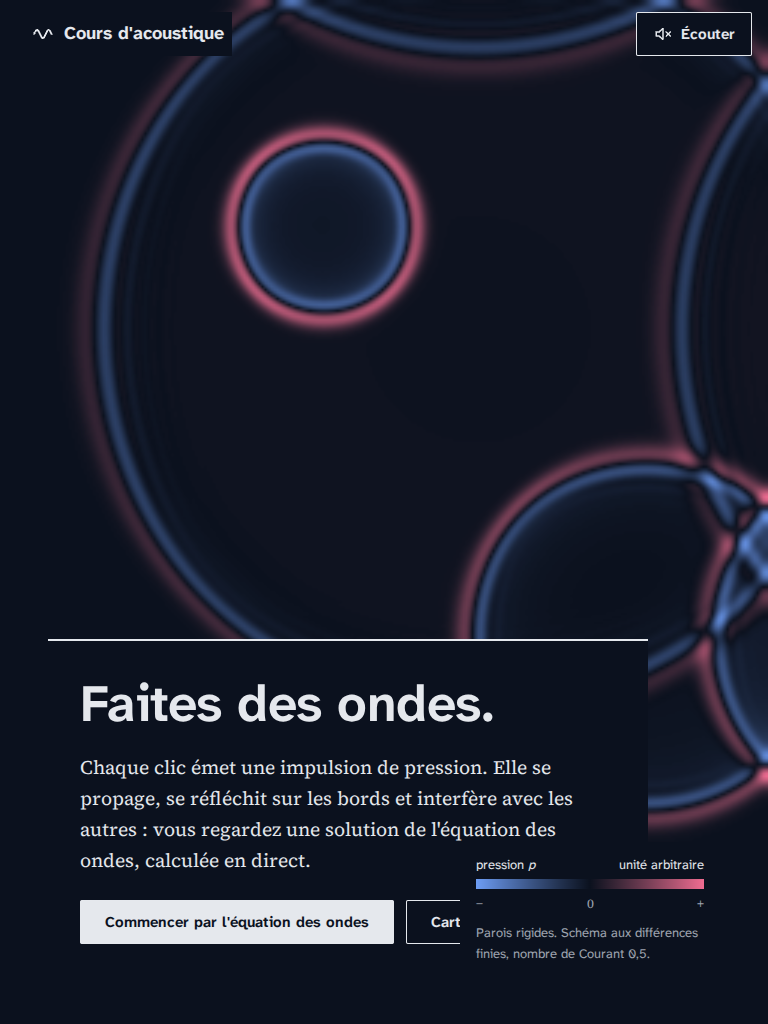 Cours d'acoustique
Écouter
Faites des ondes.
Chaque clic émet une impulsion de pression. Elle se
propage, se réfléchit sur les bords et interfère avec les
autres : vous regardez une solution de l'équation des
ondes, calculée en direct.
Commencer par l'équation des ondes
Cart
pression p
unité arbitraire
− 0 +
Parois rigides. Schéma aux différences
finies, nombre de Courant 0,5.